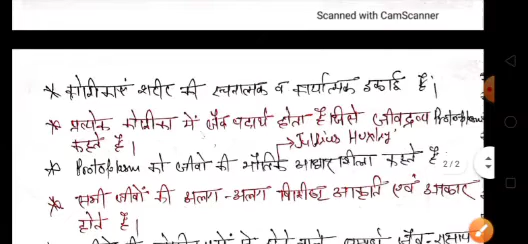 Scanned with CamScanner
* कोशिकाएं शरीर की रचनात्मक व कार्यात्मक इकाई हैं।
* प्रत्येक कोशिका में जैव पदार्थ होता है जिसे जीवद्रव्य Protoplasm
कहते हैं।
→ Julius Huxley
* Protoplasm को जीवों की भौतिक आधार शिला कहते हैं
2/2
* सभी जीवों की अलग-अलग विशिष्ट आकृति एवं आकार
होते हैं।